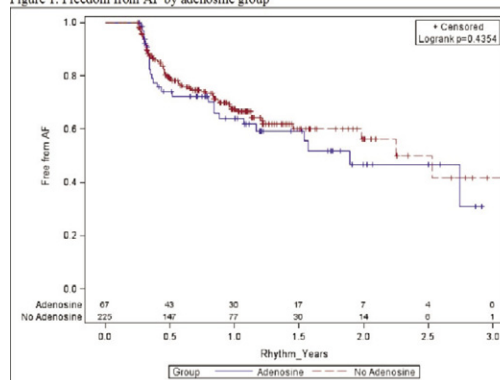 Figure 1. Freedom from AF by adenosine group
+ Censored
Logrank p=0.4354
1.0
0.8
0.6
0.4
0.2
0.0
Free from AF
Adenosine 67 43 30 17 7 4 0
No Adenosine 225 147 77 30 14 6 1
0.0 0.5 1.0 1.5 2.0 2.5 3.0
Rhythm_Years
Group Adenosine No Adenosine